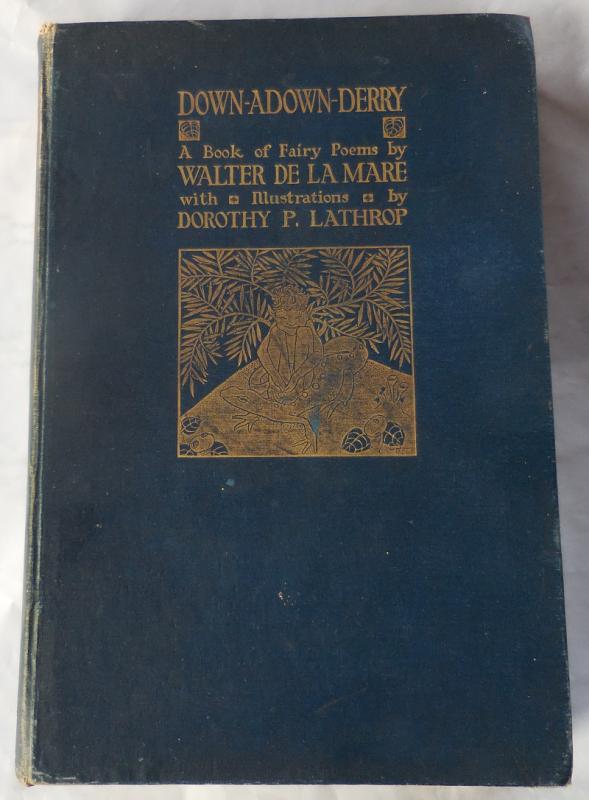 DOWN-ADOWN-DERRY
A Book of Fairy Poems by
WALTER DE LA MARE
with Illustrations by
DOROTHY P. LATHROP